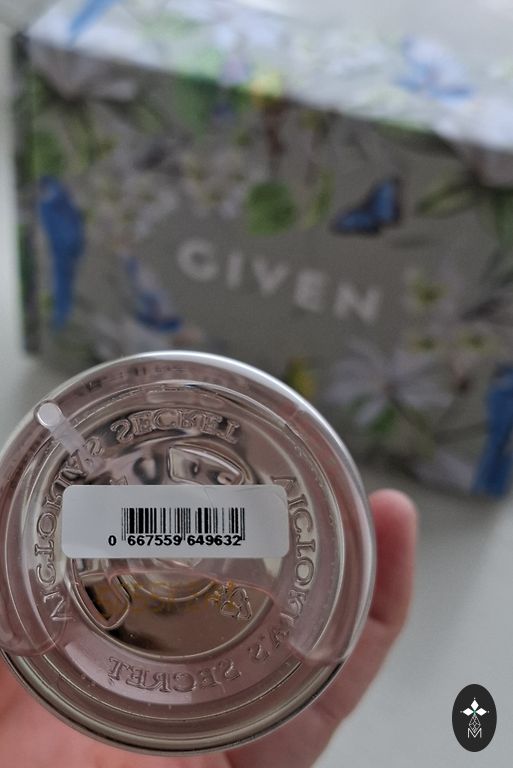 GIVEN
VICTORIA'S SECRET
VICTORIA'S SECRET
0 667559 649632
M